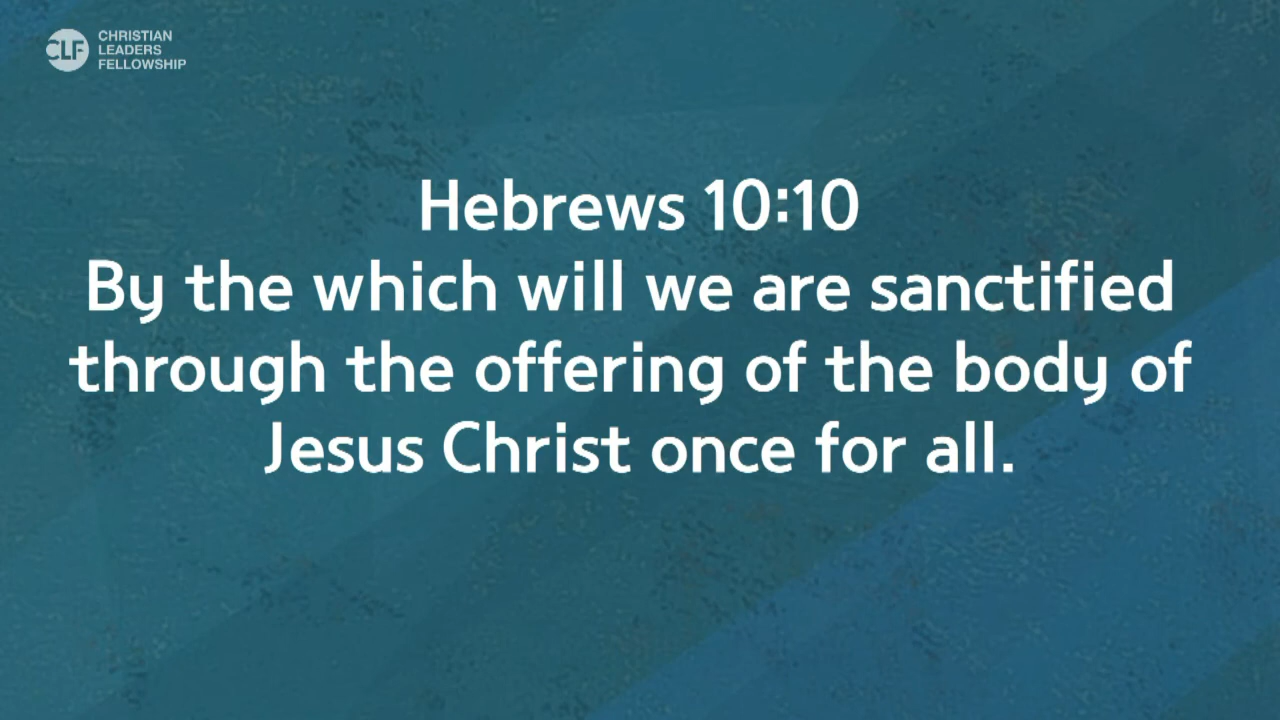 CLF
CHRISTIAN
LEADERS
FELLOWSHIP
Hebrews 10:10
By the which will we are sanctified
through the offering of the body of
Jesus Christ once for all.